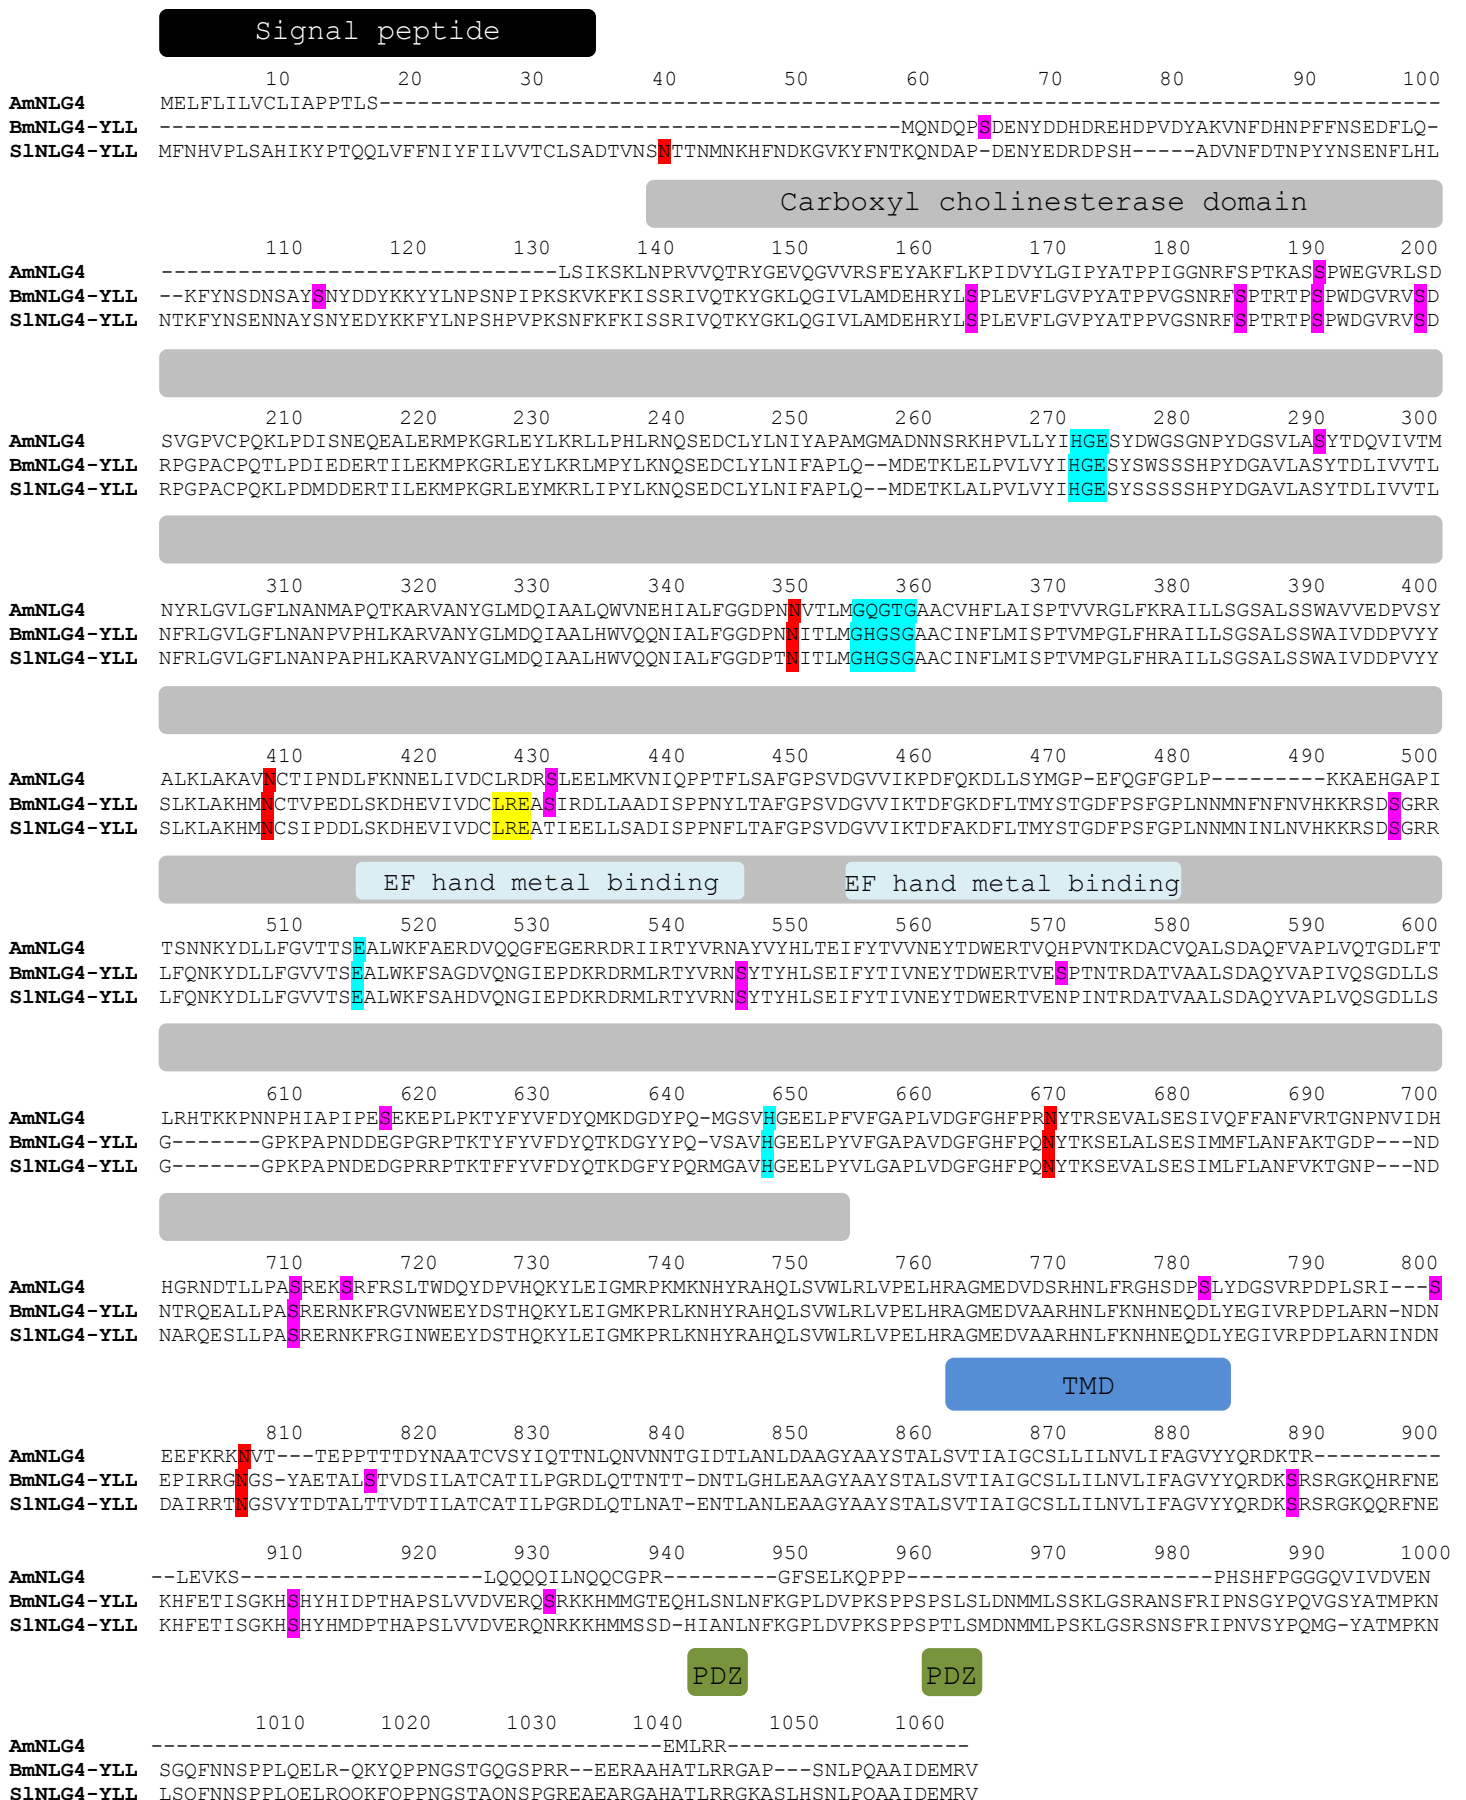 Signal peptide
10 20 30 40 50 60 70 80 90 100
AmNLG4 MELFLILVCLIAPPTLS-----------------------------------------------------------------------------------
BmNLG4-YLL ----------------------------------------------------------MQNDQPSDENYDDHDREHDPVDYAKVNFDHNPFFNSEDFLQ-
SlNLG4-YLL MFNHVPLSAHIKYPTQQLVFFNIYFILVVTCLSADTVNSNTTNMNKHFNDKGVKYFNTKQNDAP-DENYEDRDPSH-----ADVNFDTNPYYNSENFLHL
Carboxyl cholinesterase domain
110 120 130 140 150 160 170 180 190 200
AmNLG4 -------------------------------LSIKSKLNPRVVQTRYGEVQGVVRSFEYAKFLKPIDVYLGIPYATPPIGGNRFSPTKASSPWEGVRLSD
BmNLG4-YLL --KFYNSDNSAYSNYDDYKKYYLNPSNPIPKSKVKFKISSRIVQTKYGKLQGIVLAMDEHRYLSPLEVFLGVPYATPPVGSNRFSPTRTPSPWDGVRVSD
SlNLG4-YLL NTKFYNSENNAYSNYEDYKKFYLNPSHPVFKSNFKFKISSRIVQTKYGKLQGIVLAMDEHRYLSPLEVFLGVPYATPPVGSNRFSPTRTPSPWDGVRVSD
210 220 230 240 250 260 270 280 290 300
AmNLG4 SVGPVCPQKLPDISNEQEALERMPKGRLEYLKRLLPHLRNQSEDCLYLNIYAPAMGMADNNSRKHPVLLYIHGESYDWGSGNPYDGSVLASYTDQVIVTM
BmNLG4-YLL RPGPACPQTLPDIEDERTILEKMPKGRLEYLKRLMPYLKNQSEDCLYLNIFAPLQ--MDETKLELPVLVYIHGESYSWSSSHPYDGAVLASYTDLIVVTL
SlNLG4-YLL RPGPACPQKLPDMDDERTILEKMPKGRLEYMKRLIPYLKNQSEDCLYLNIFAPLQ--MDETKLALPVLVYIHGESYSSSSSHPYDGAVLASYTDLIVVTL
310 320 330 340 350 360 370 380 390 400
AmNLG4 NYRLGVLGFLNANMAPQTKARVANYGLMDQIAALQWVNEHIALFGGDPNNVTLMGQGTGAACVHFLAISPTVVRGLFKRAILLSGSALSSWAVVEDPVSY
BmNLG4-YLL NFRLGVLGFLNANPVPHLKARVANYGLMDQIAALHWVQQNIALFGGDPNNITLMGHGSGAACINFLMISPTVMPGLFHRAILLSGSALSSWAIVDDPVYY
SlNLG4-YLL NFRLGVLGFLNANPAPHLKARVANYGLMDQIAALHWVQQNIALFGGDPTNITLMGHGSGAACINFLMISPTVMPGLFHRAILLSGSALSSWAIVDDPVYY
410 420 430 440 450 460 470 480 490 500
AmNLG4 ALKLAKAVNCTIPNDLFKNNELIVDCLRDRSLEELMKVNIQPPTFLSAFGPSVDGVVIKPDFQKDLLSYMGP-EFQGFGPLP---------KKAEHGAPI
BmNLG4-YLL SLKLAKHMNCTVPEDLSKDHEVIVDCLREASIRDLLAADISPPNYLTAFGPSVDGVVIKTDFGKDFLTMYSTGDFPSFGPLNNMNFNFNVHKKRSDSGRR
SlNLG4-YLL SLKLAKHMNCSIPDDLSKDHEVIVDCLREATIEELLSADISPPNFLTAFGPSVDGVVIKTDFAKDFLTMYSTGDFPSFGPLNNMNINLNVHKKRSDSGRR
EF hand metal binding EF hand metal binding
510 520 530 540 550 560 570 580 590 600
AmNLG4 TSNNKYDLLFGVTTSEALWKFAERDVQQGFEGERRDRIIRTYVRNAYVYHLTEIFYTVVNEYTDWERTVQHPVNTKDACVQALSDAQFVAPLVQTGDLFT
BmNLG4-YLL LFQNKYDLLFGVVTSEALWKFSAGDVQNGIEPDKRDRMLRTYVRNSYTYHLSEIFYTIVNEYTDWERTVESPTNTRDATVAALSDAQYVAPIVQSGDLLS
SlNLG4-YLL LFQNKYDLLFGVVTSEALWKFSAHDVQNGIEPDKRDRMLRTYVRNSYTYHLSEIFYTIVNEYTDWERTVENPINTRDATVAALSDAQYVAPLVQSGDLLS
610 620 530 640 650 660 670 680 690 700
AmNLG4 LRHTKKPNNPHIAPIPESEKEPLPKTYFYVFDYQMKDGDYPQ-MGSVHGEELPFVFGAPLVDGFGHFPRNYTRSEVALSESIVQFFANFVRTGNPNVIDH
BmNLG4-YLL G-------GPKPAPNDDEGPGRPTKTYFYVFDYQTKDGYYPQ-VSAVHGEELPYVFGAPAVDGFGHFPQNYTKSELALSESIMMFLANFAKTGDP---ND
SlNLG4-YLL G-------GPKPAPNDEDGPRRPTKTFFYVFDYQTKDGFYPQRMGAVHGEELPYVLGAPLVDGFGHFPQNYTKSEVALSESIMLFLANFVKTGNP---ND
710 720 530 740 750 760 770 780 790 800
AmNLG4 HGRNDTLLPASREKSRFRSLTWDQYDPVHQKYLEIGMRPKMKNHYRAHQLSVWLRLVPELHRAGMEDVDSRHNLFRGHSDPSLYDGSVRPDPLSRI---S
BmNLG4-YLL NTRQEALLPASRERNKFRGVNWEEYDSTHQKYLEIGMKPRLKNHYRAHQLSVWLRLVPELHRAGMEDVAARHNLFKNHNEQDLYEGIVRPDPLARN-NDN
SlNLG4-YLL NARQESLLPASRERNKFRGINWEEYDSTHQKYLEIGMKPRLKNHYRAHQLSVWLRLVPELHRAGMEDVAARHNLFKNHNEQDLYEGIVRPDPLARNINDN
TMD
810 820 530 840 850 860 870 880 890 900
AmNLG4 EEFKRKNVT---TEPPTTTDYNAATCVSYIQTTNLQNVNNTGIDTLANLDAAGYAAYSTALSVTIAIGCSLLILNVLIFAGVYYQRDKTR----------
BmNLG4-YLL EPIRRGNGS-YAETALSTVDSILATCATILPGRDLQTTNTT-DNTLGHLEAAGYAAYSTALSVTIAIGCSLLILNVLIFAGVYYQRDKSRSRGKQHRFNE
SlNLG4-YLL DAIRRTNGSVYTDTALTTVDTILATCATILPGRDLQTLNAT-ENTLANLEAAGYAAYSTALSVTIAIGCSLLILNVLIFAGVYYQRDKSRSRGKQQRFNE
910 920 930 940 950 960 970 980 990 1000
AmNLG4 --LEVKS-------------------LQQQQILNQQCGPR---------GFSELKQPPP------------------------PHSHFPGGGQVIVDVEN
BmNLG4-YLL KHFETISGKHSHYHIDPTHAPSLVVDVERQSRKKHMMGTEQHLSNLNFKGPLDVPKSPPSPSLSLDNMMLSSKLGSRANSFRIPNSGYPQVGSYATMPKN
SlNLG4-YLL KHFETISGKHSHYHMDPTHAPSLVVDVERQNRKKHMMSSD-HIANLNFKGPLDVPKSPPSPTLSMDNMMLPSKLGSRSNSFRIPNVSYPQMG-YATMPKN
PDZ PDZ
1010 1020 1030 1040 1050 1060
AmNLG4 ----------------------------------------EMLRR-------------------
BmNLG4-YLL SGQFNNSPPLQELR-QKYQPPNGSTGQGSPRR--EERAAHATLRRGAP---SNLPQAAIDEMRV
SlNLG4-YLL LSQFNNSPPLQELRQQKFQPPNGSTAQNSPGREAEARGAHATLRRGKASLHSNLPQAAIDEMRV